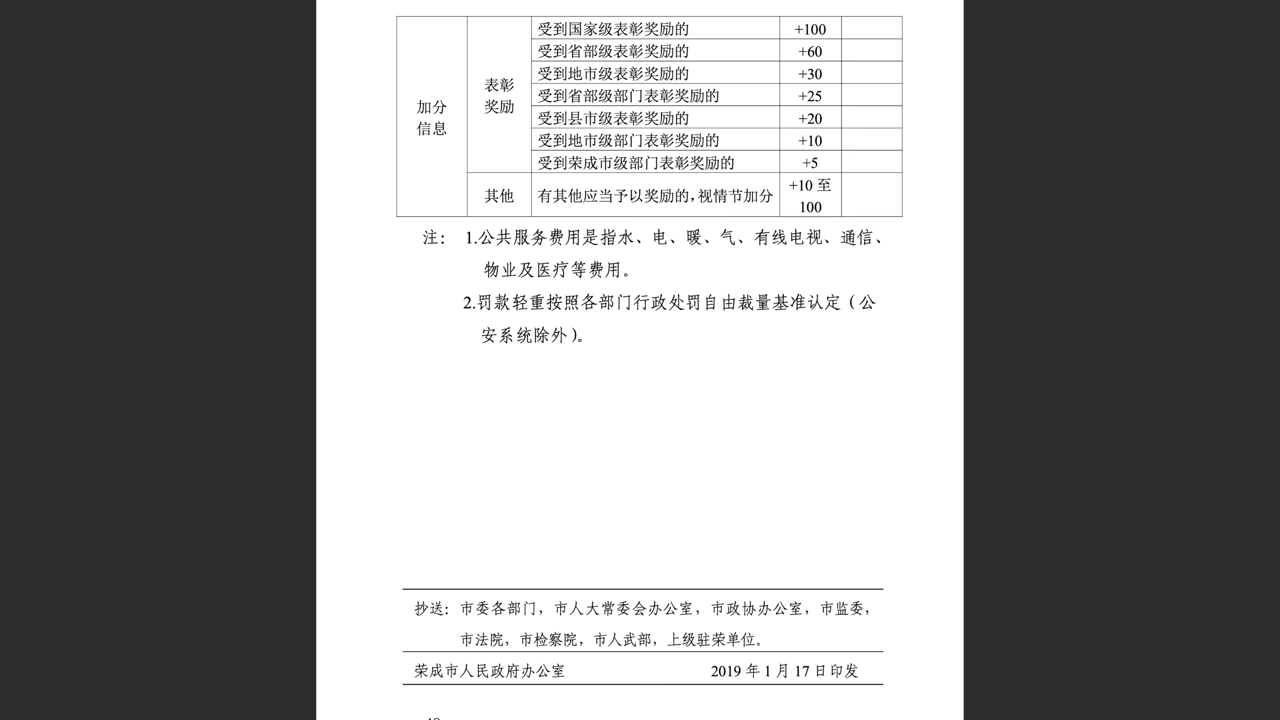 加分
信息
表彰
奖励
受到国家级表彰奖励的 +100
受到省部级表彰奖励的 +60
受到地市级表彰奖励的 +30
受到省部级部门表彰奖励的 +25
受到县市级表彰奖励的 +20
受到地市级部门表彰奖励的 +10
受到荣成市级部门表彰奖励的 +5
其他
有其他应当予以奖励的，视情节加分
+10 至
100
注： 1.公共服务费用是指水、电、暖、气、有线电视、通信、
物业及医疗等费用。
2.罚款轻重按照各部门行政处罚自由裁量基准认定（公
安系统除外）。
抄送：市委各部门，市人大常委会办公室，市政协办公室，市监委，
市法院，市检察院，市人武部，上级驻荣单位。
荣成市人民政府办公室 2019 年 1 月 17 日印发